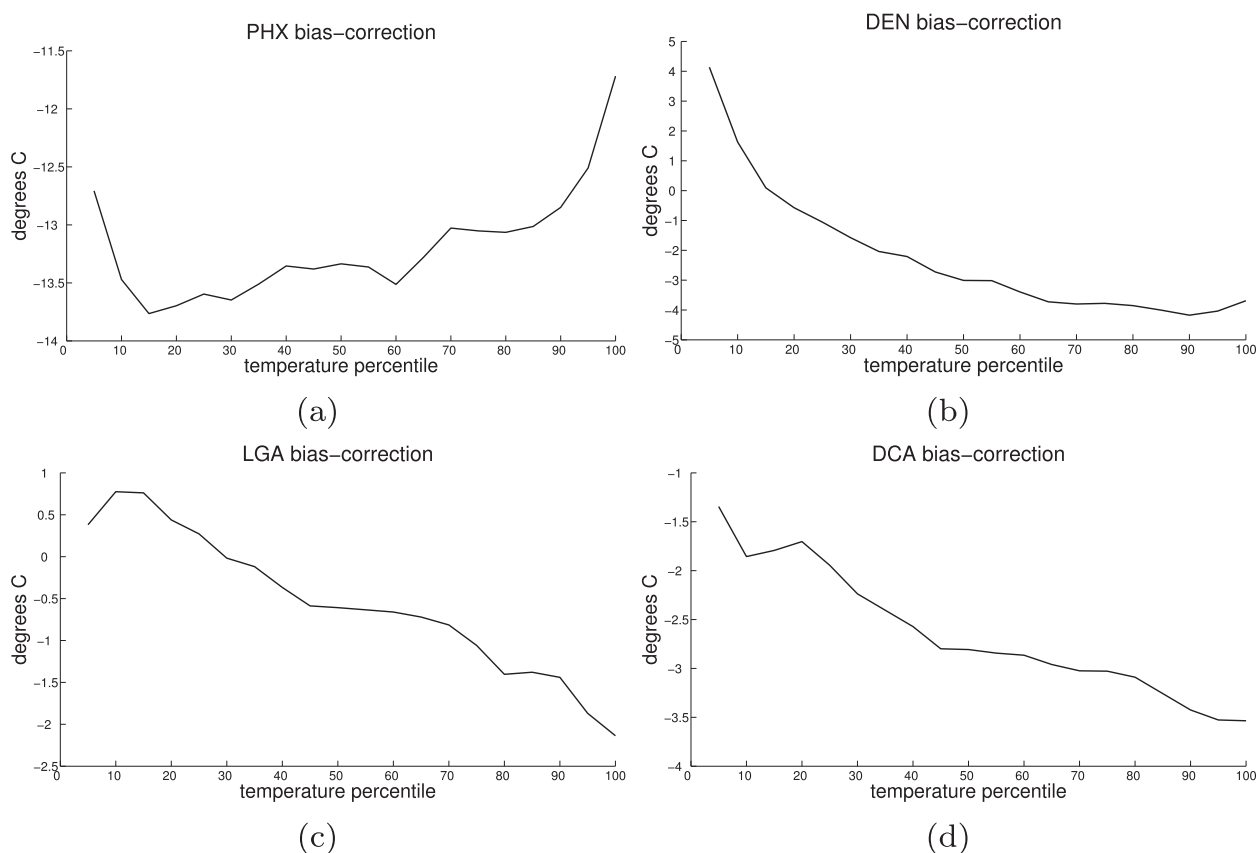 PHX bias−correction
−11.5
−12
−12.5
−13
−13.5
−14
degrees C
0 10 20 30 40 50 60 70 80 90 100
temperature percentile
(a)
DEN bias−correction
5
4
3
2
1
0
−1
−2
−3
−4
−5
degrees C
0 10 20 30 40 50 60 70 80 90 100
temperature percentile
(b)
LGA bias−correction
1
0.5
0
−0.5
−1
−1.5
−2
−2.5
degrees C
0 10 20 30 40 50 60 70 80 90 100
temperature percentile
(c)
DCA bias−correction
−1
−1.5
−2
−2.5
−3
−3.5
−4
degrees C
0 10 20 30 40 50 60 70 80 90 100
temperature percentile
(d)